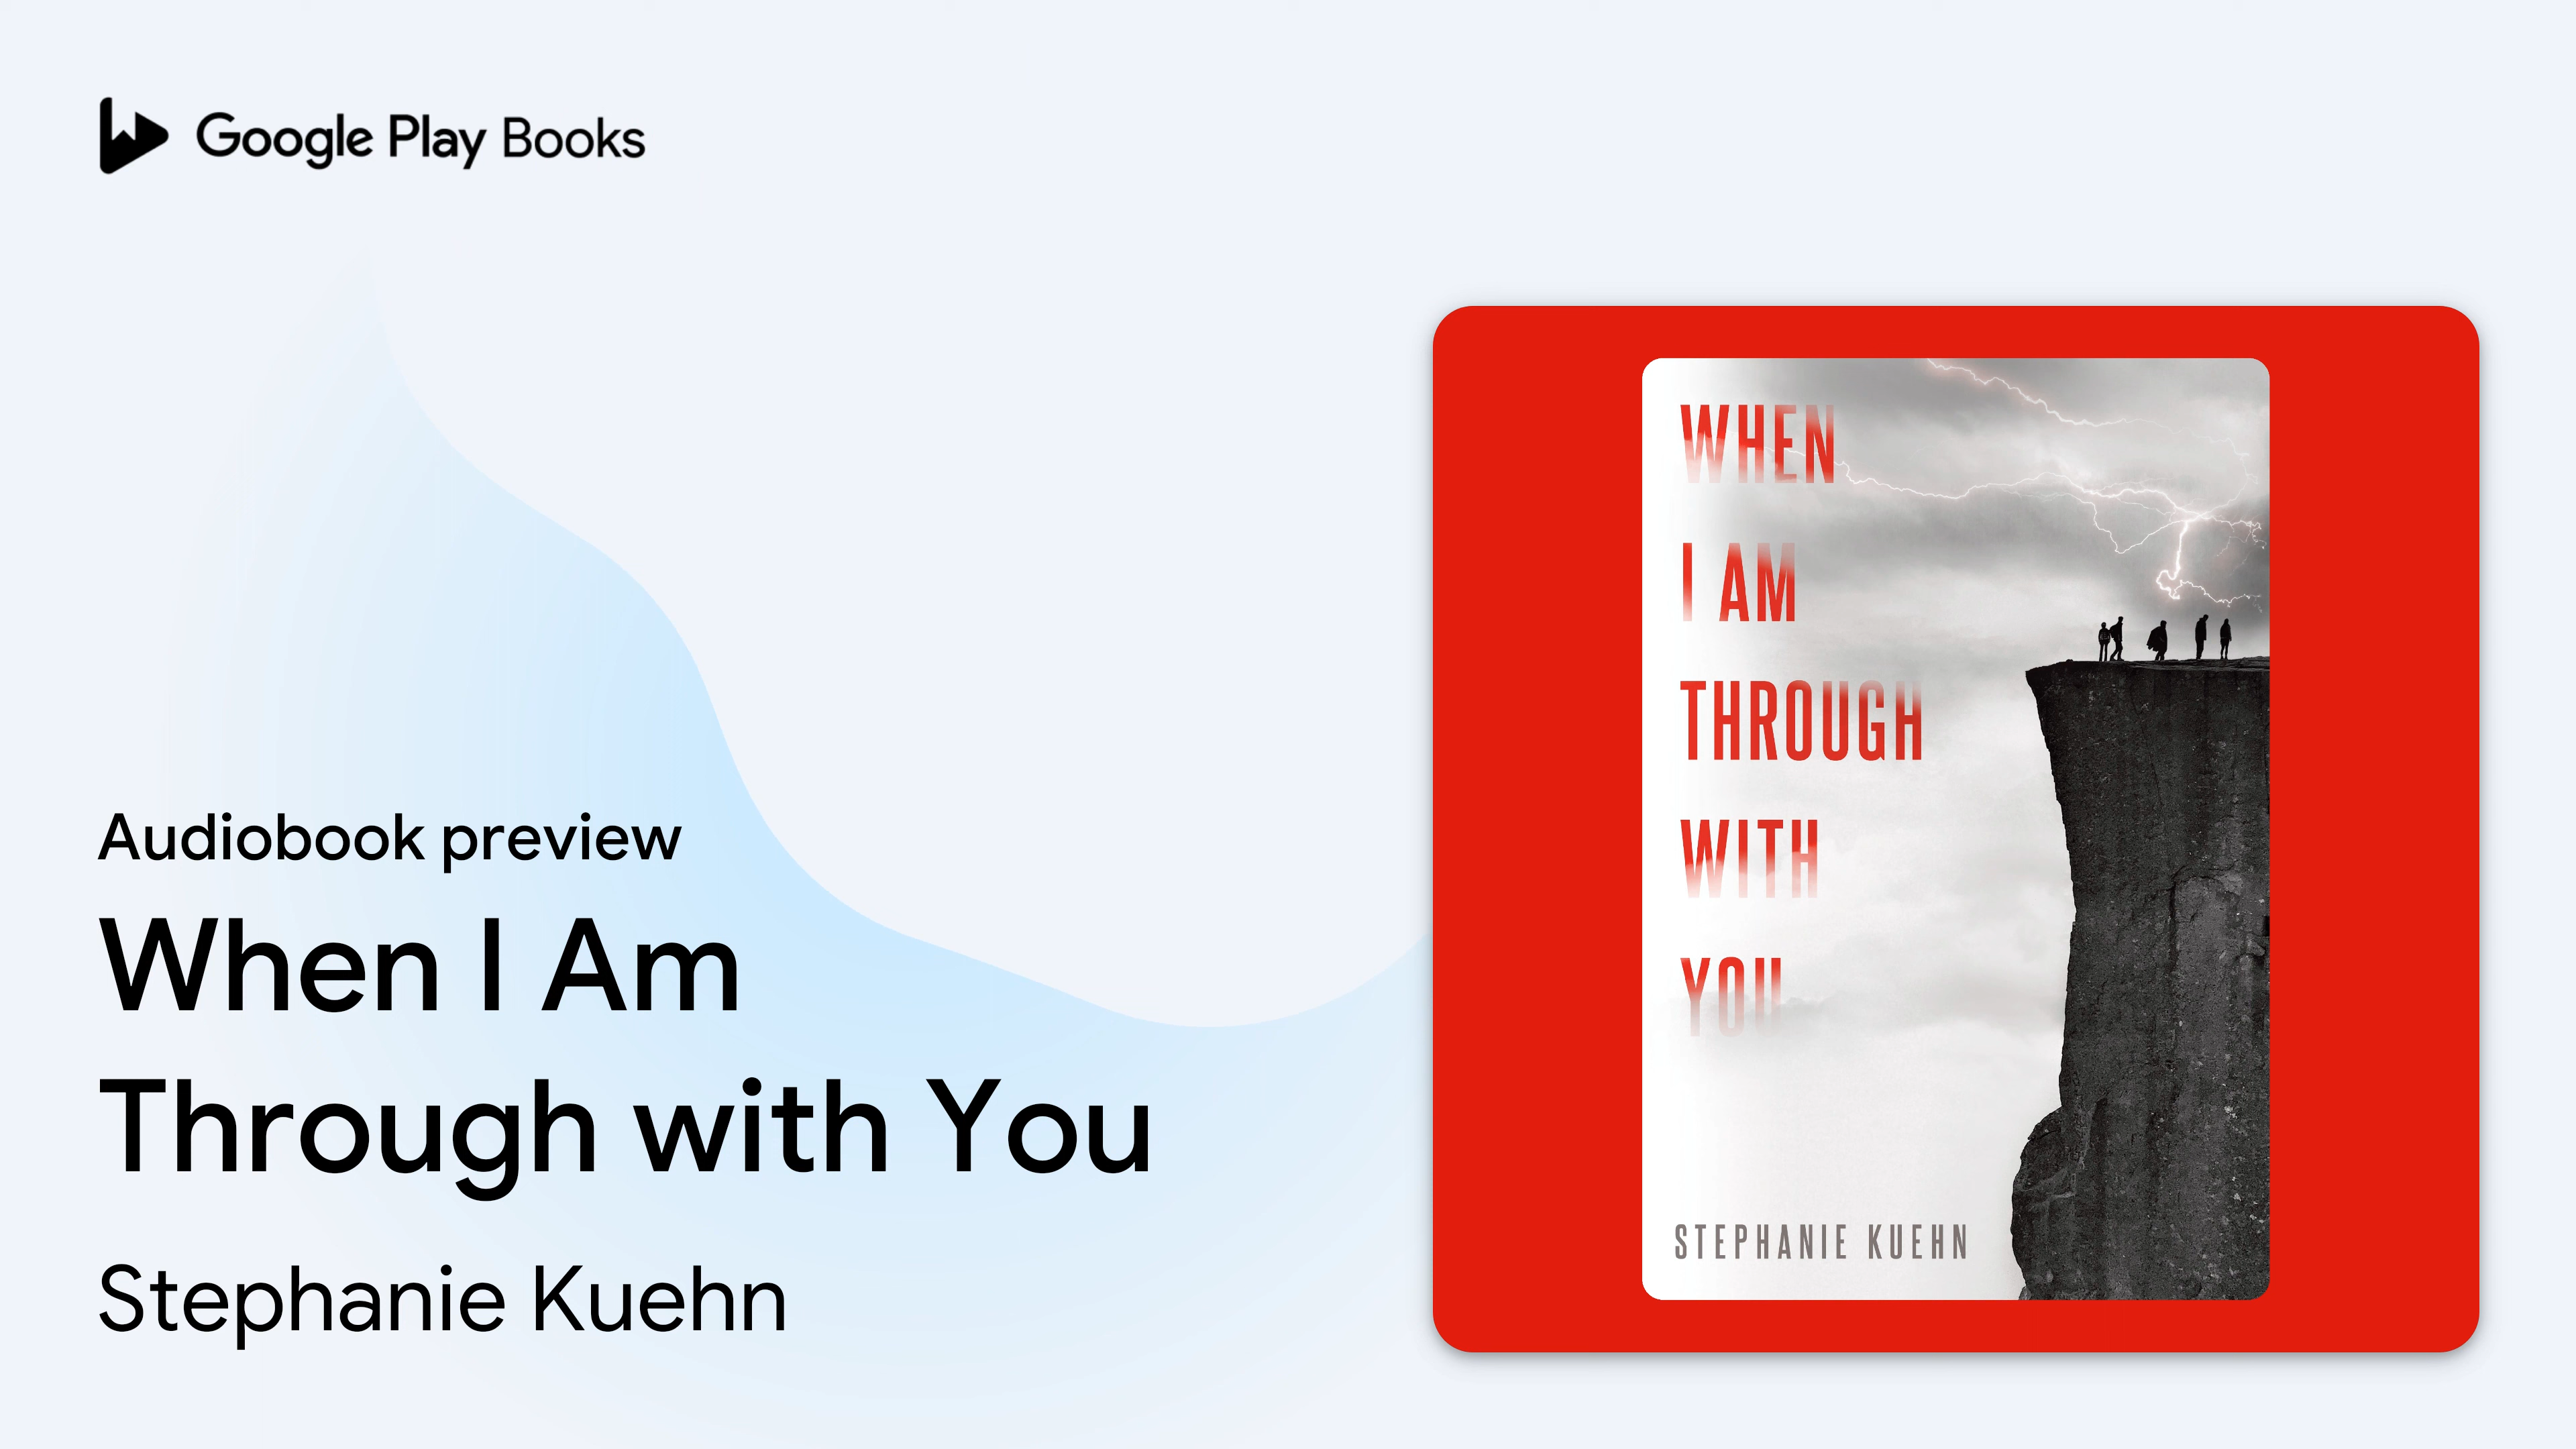 Google Play Books
Audiobook preview
When I Am
Through with You
Stephanie Kuehn
WHEN
I AM
THROUGH
WITH
YOU
STEPHANIE KUEHN